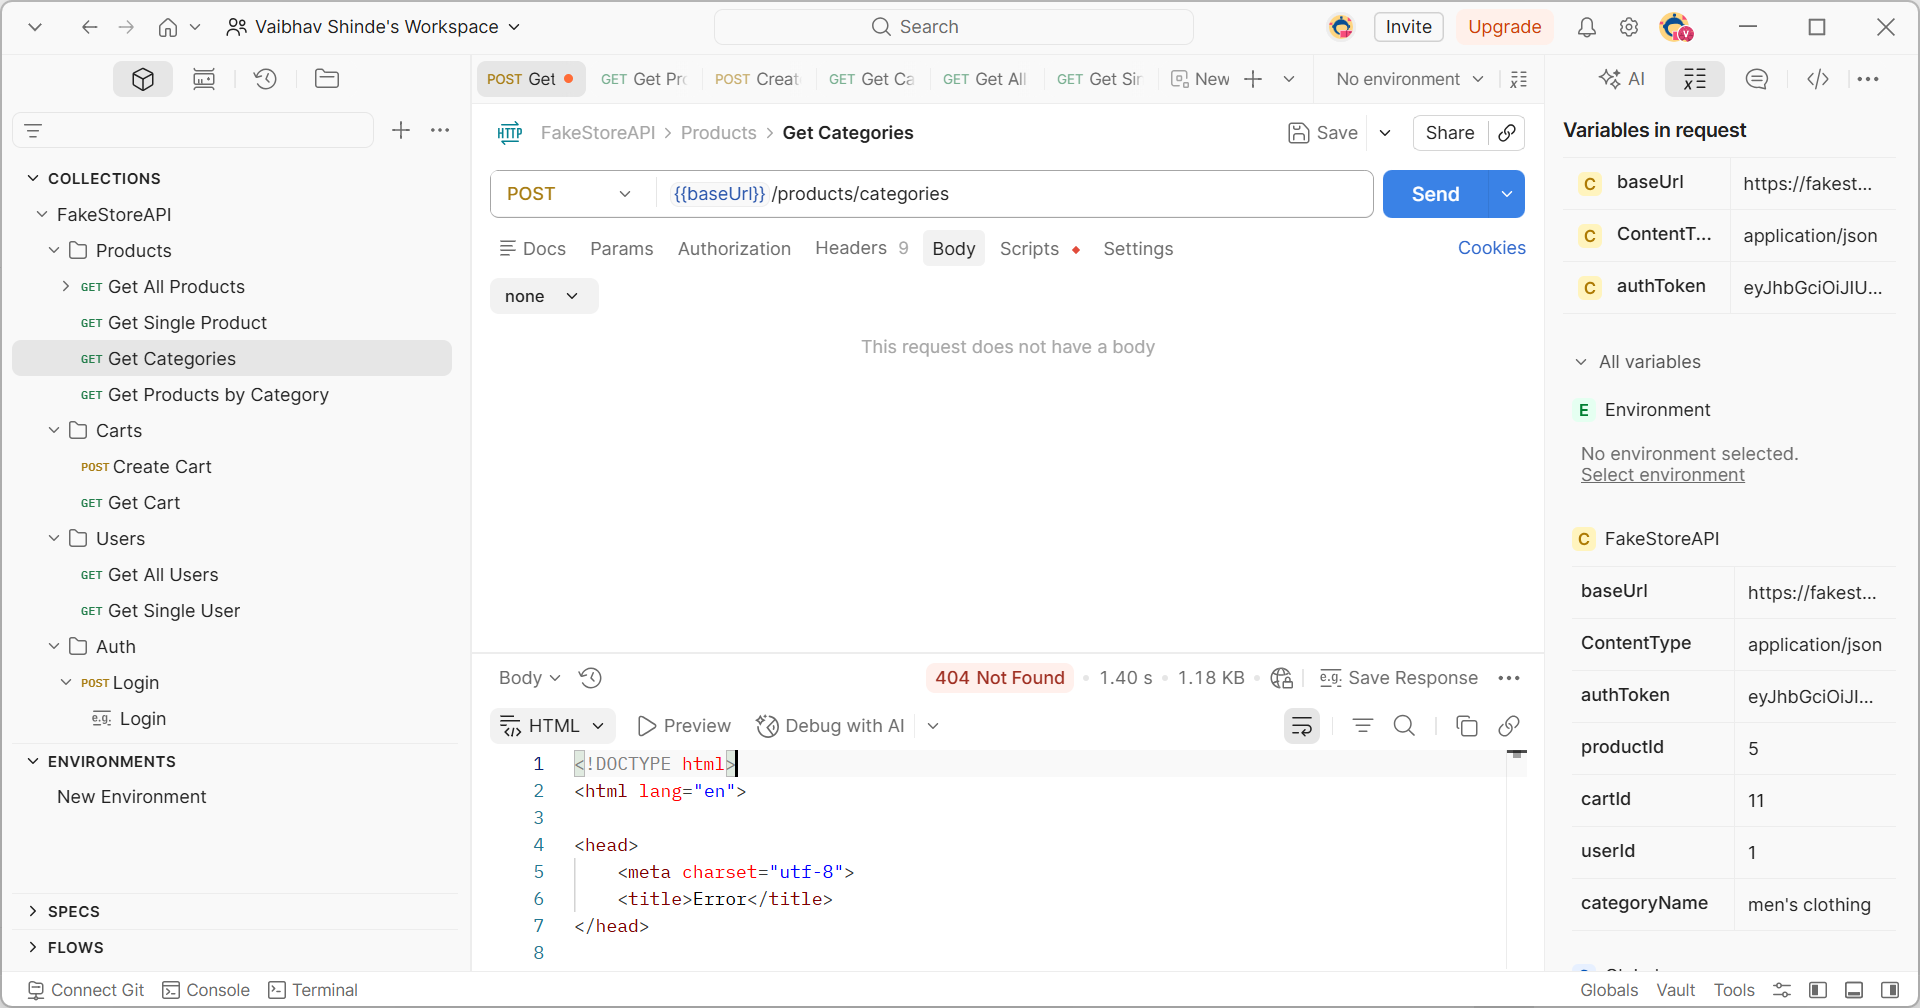 Vaibhav Shinde's Workspace
Search
Invite
Upgrade
V
POST Get
GET Get Pro
POST Creat
GET Get Ca
GET Get All
GET Get Sin
New
No environment
AI
COLLECTIONS
FakeStoreAPI
Products
GET Get All Products
GET Get Single Product
GET Get Categories
GET Get Products by Category
Carts
POST Create Cart
GET Get Cart
Users
GET Get All Users
GET Get Single User
Auth
POST Login
e.g. Login
ENVIRONMENTS
New Environment
SPECS
FLOWS
HTTP FakeStoreAPI > Products > Get Categories
Save
Share
POST
{{baseUrl}} /products/categories
Send
Docs
Params
Authorization
Headers 9
Body
Scripts
Settings
Cookies
none
This request does not have a body
Body
404 Not Found • 1.40 s • 1.18 KB •
e.g. Save Response
HTML
Preview
Debug with AI
1 <!DOCTYPE html>
2 <html lang="en">
3
4 <head>
5 <meta charset="utf-8">
6 <title>Error</title>
7 </head>
8
Variables in request
C baseUrl https://fakest...
C ContentT... application/json
C authToken eyJhbGciOiJIU...
All variables
E Environment
No environment selected.
Select environment
C FakeStoreAPI
baseUrl https://fakest...
ContentType application/json
authToken eyJhbGciOiJI...
productId 5
cartId 11
userId 1
categoryName men's clothing
Connect Git
Console
Terminal
Globals
Vault
Tools